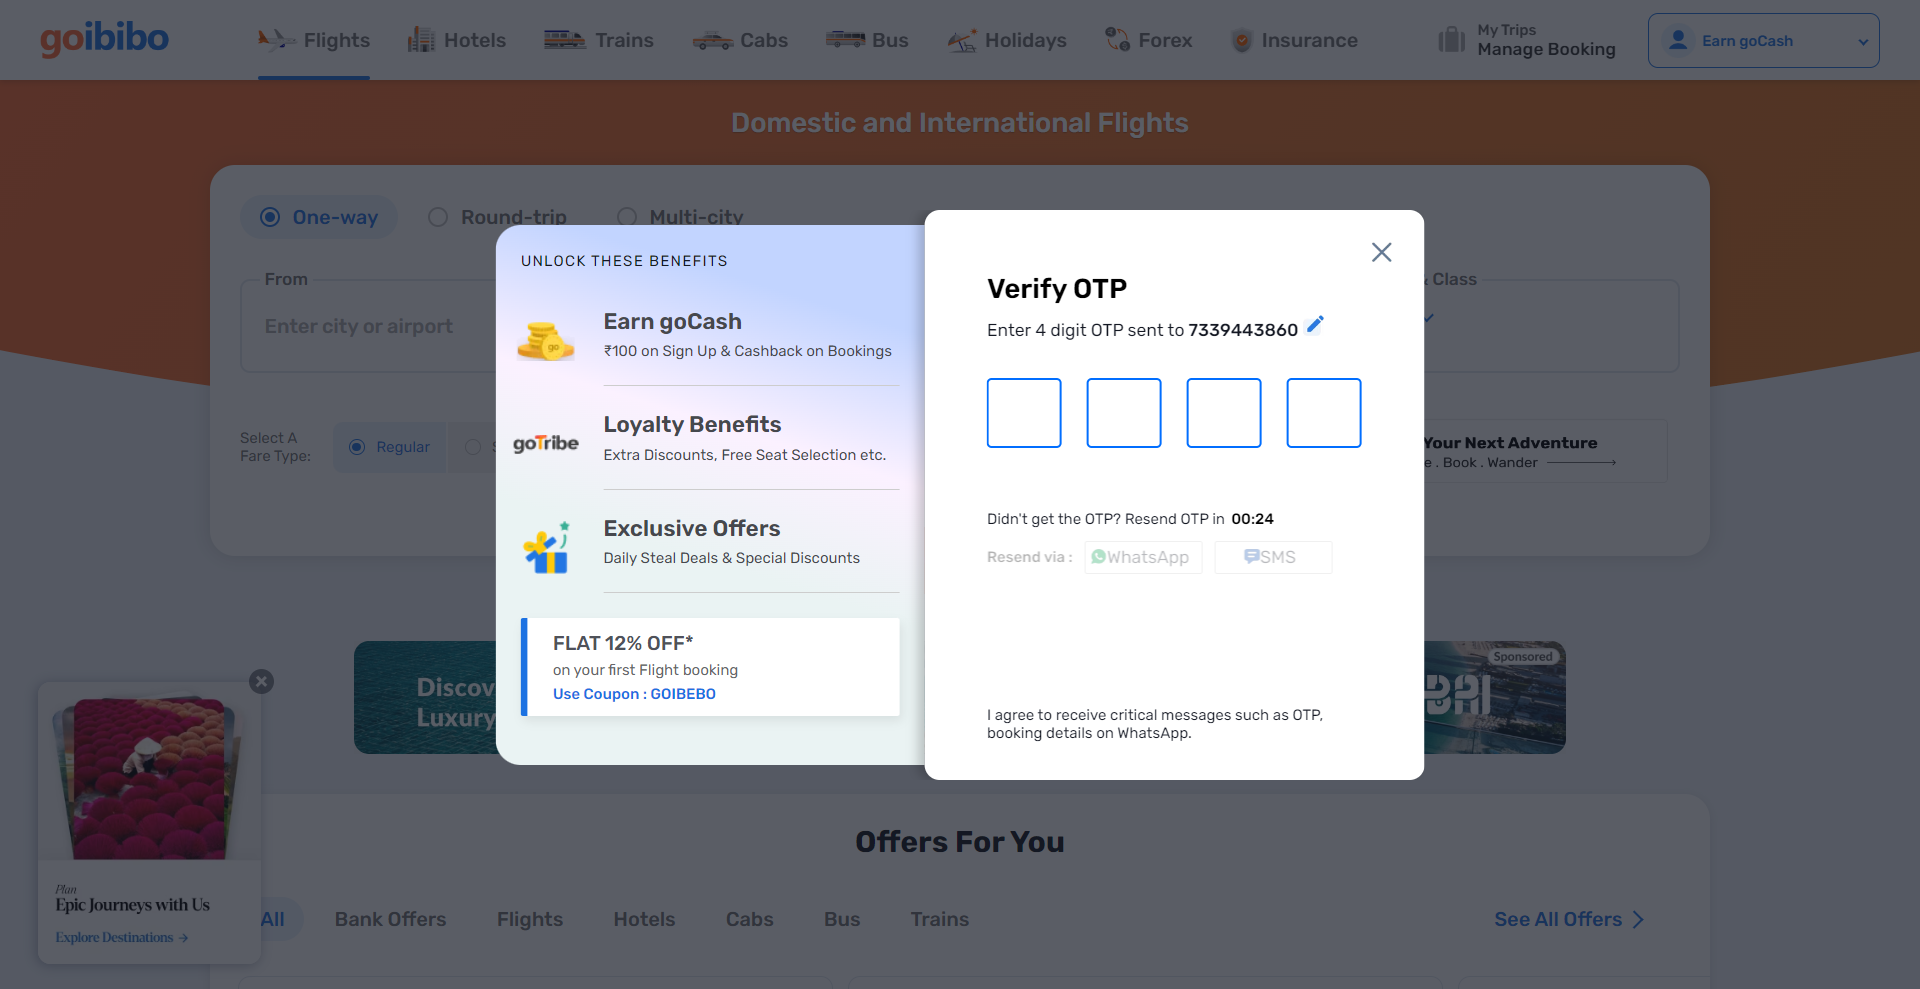 goibibo
Flights
Hotels
Trains
Cabs
Bus
Holidays
Forex
Insurance
My Trips
Manage Booking
Earn goCash
Domestic and International Flights
One-way
Round-trip
Multi-city
From
Enter city or airport
& Class
Select A
Fare Type:
Regular
Your Next Adventure
e . Book . Wander
UNLOCK THESE BENEFITS
go
Earn goCash
₹100 on Sign Up & Cashback on Bookings
goTribe
Loyalty Benefits
Extra Discounts, Free Seat Selection etc.
Exclusive Offers
Daily Steal Deals & Special Discounts
FLAT 12% OFF*
on your first Flight booking
Use Coupon : GOIBEBO
Verify OTP
Enter 4 digit OTP sent to 7339443860
Didn't get the OTP? Resend OTP in 00:24
Resend via :
WhatsApp
SMS
I agree to receive critical messages such as OTP,
booking details on WhatsApp.
Discov
Luxury
Sponsored
BAI
Plan
Epic Journeys with Us
Explore Destinations →
Offers For You
All
Bank Offers
Flights
Hotels
Cabs
Bus
Trains
See All Offers